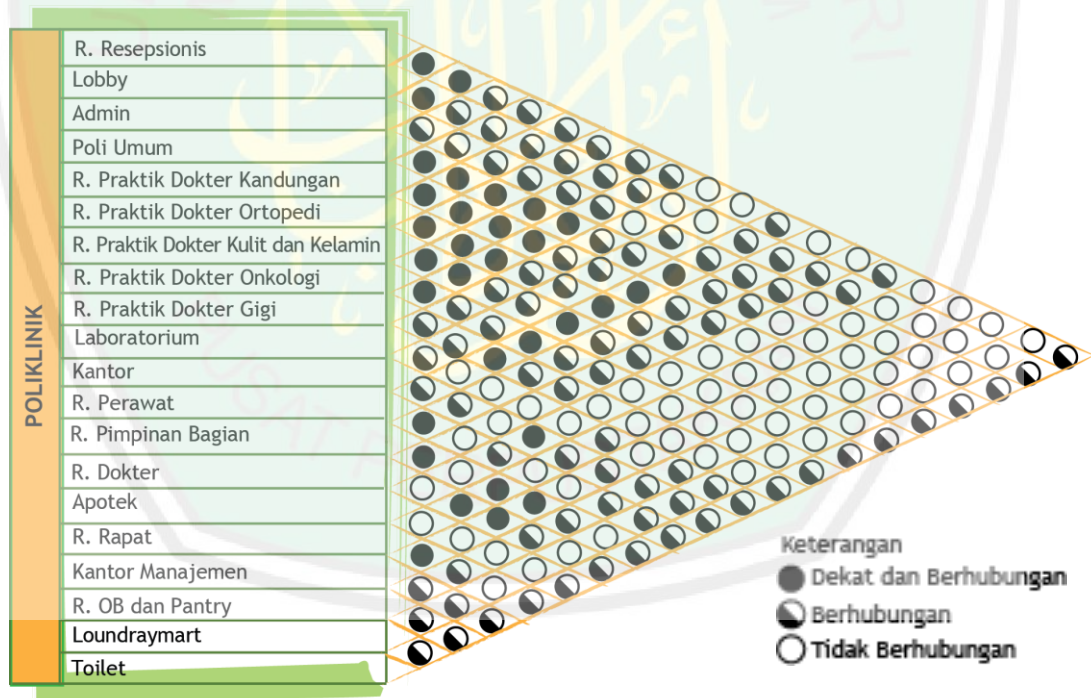 R. Resepsionis
Lobby
Admin
Poli Umum
R. Praktik Dokter Kandungan
R. Praktik Dokter Ortopedi
R. Praktik Dokter Kulit dan Kelamin
R. Praktik Dokter Onkologi
R. Praktik Dokter Gigi
Laboratorium
Kantor
R. Perawat
R. Pimpinan Bagian
R. Dokter
Apotek
R. Rapat
Kantor Manajemen
R. OB dan Pantry
Loundraymart
Toilet
POLIKLINIK
Keterangan
Dekat dan Berhubungan
Berhubungan
Tidak Berhubungan